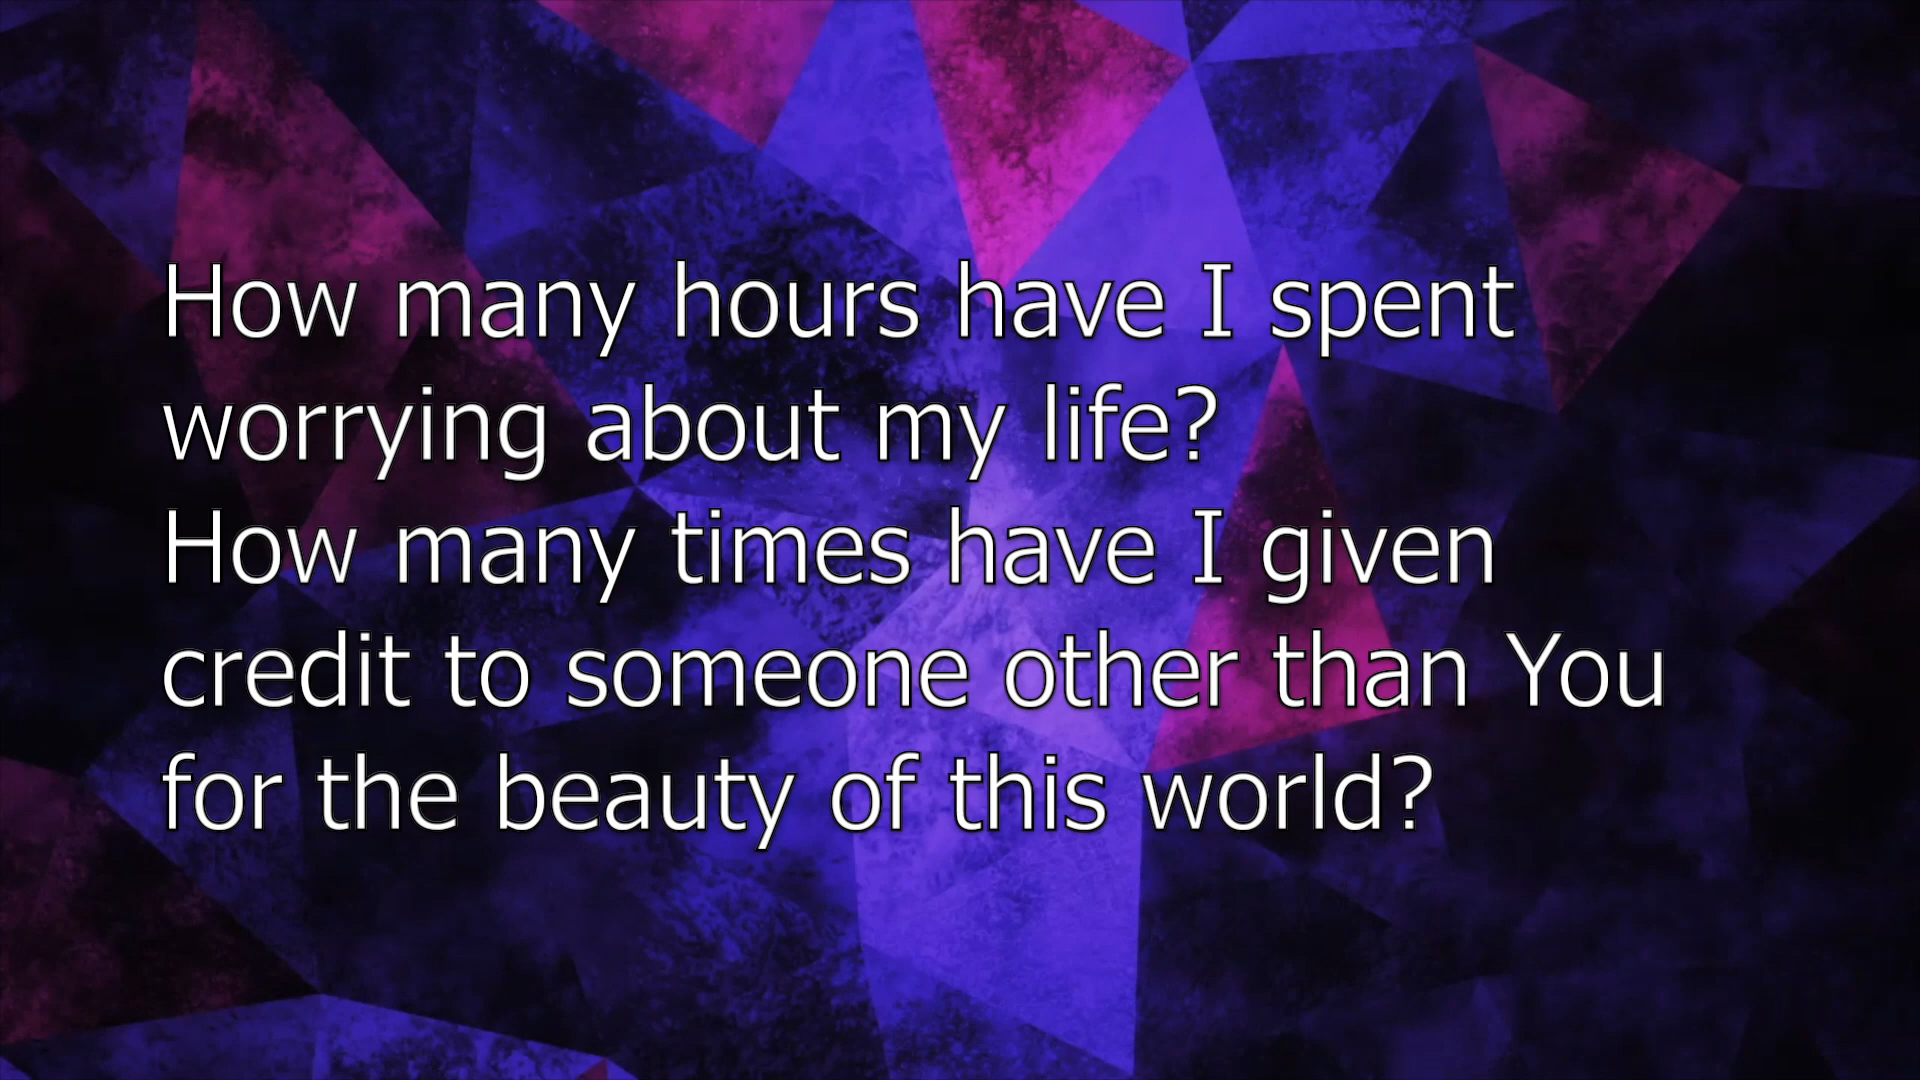 How many hours have I spent
worrying about my life?
How many times have I given
credit to someone other than You
for the beauty of this world?